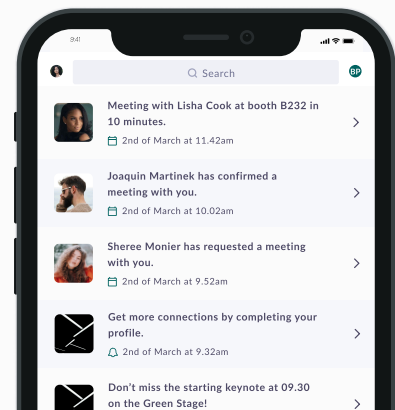 9:41
Search
BP
Meeting with Lisha Cook at booth B232 in
10 minutes.
2nd of March at 11.42am
Joaquin Martinek has confirmed a
meeting with you.
2nd of March at 10.02am
Sheree Monier has requested a meeting
with you.
2nd of March at 9.52am
Get more connections by completing your
profile.
2nd of March at 9.32am
Don’t miss the starting keynote at 09.30
on the Green Stage!